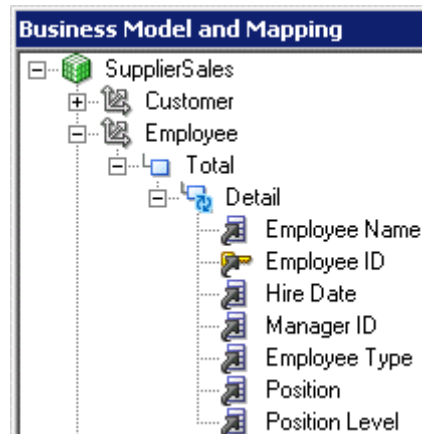 Business Model and Mapping
SupplierSales
Customer
Employee
Total
Detail
Employee Name
Employee ID
Hire Date
Manager ID
Employee Type
Position
Position Level